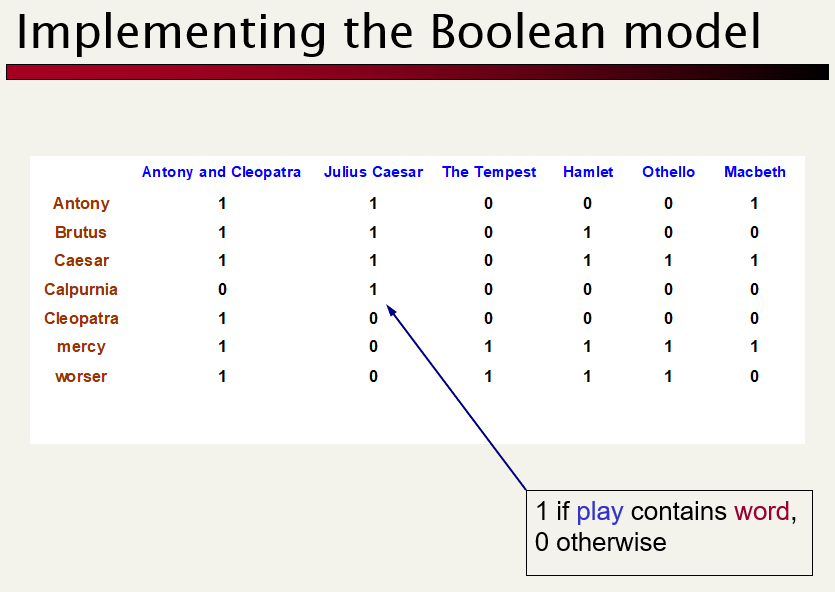 Implementing the Boolean model
Antony and Cleopatra Julius Caesar The Tempest Hamlet Othello Macbeth
Antony 1 1 0 0 0 1
Brutus 1 1 0 1 0 0
Caesar 1 1 0 1 1 1
Calpurnia 0 1 0 0 0 0
Cleopatra 1 0 0 0 0 0
mercy 1 0 1 1 1 1
worser 1 0 1 1 1 0
1 if play contains word,
0 otherwise